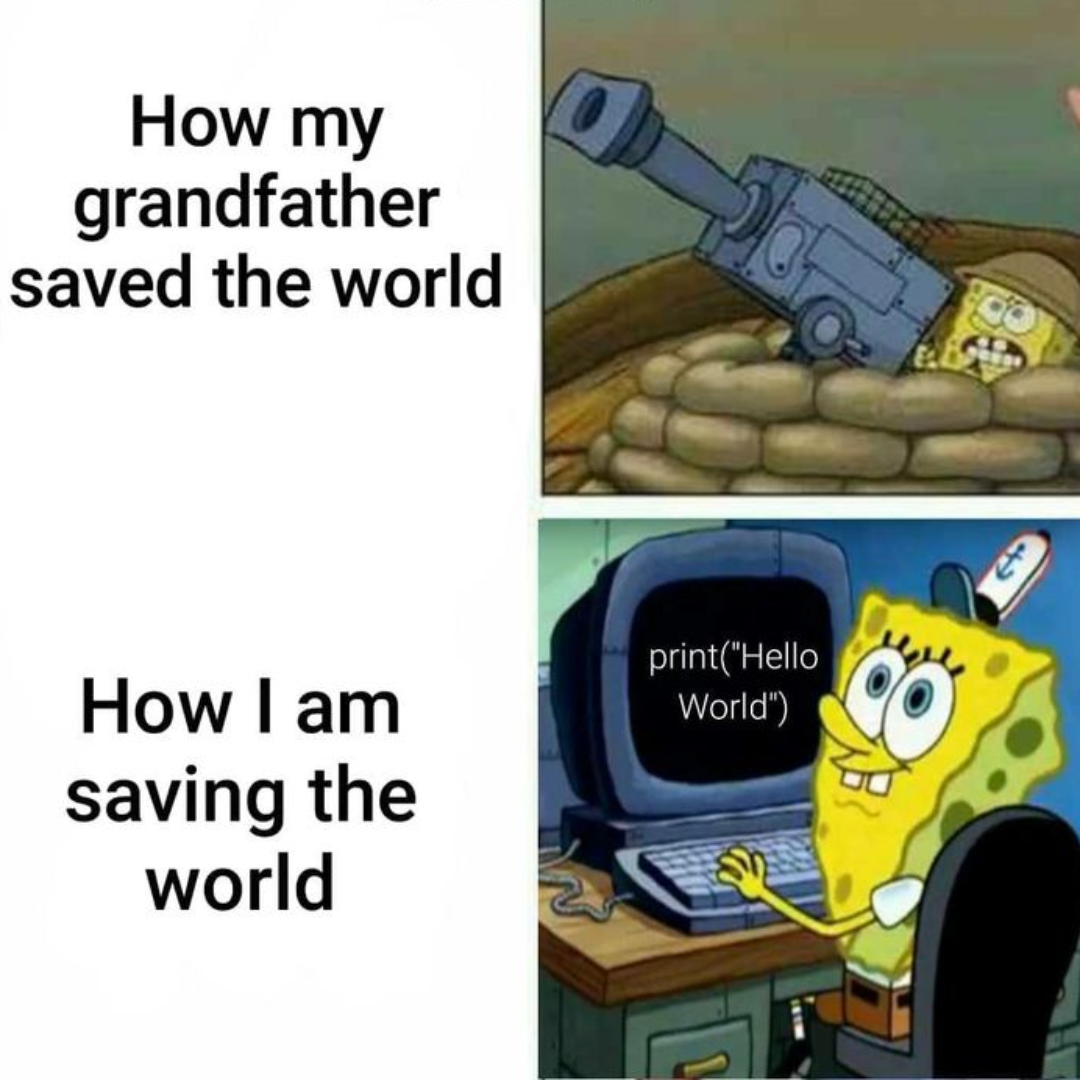 How my
grandfather
saved the world
print("Hello
World")
How I am
saving the
world